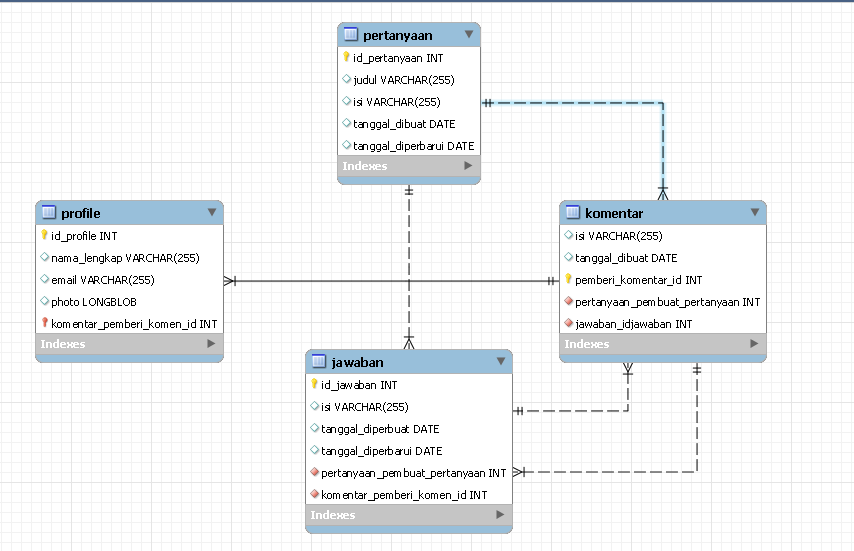 pertanyaan
id_pertanyaan INT
judul VARCHAR(255)
isi VARCHAR(255)
tanggal_dibuat DATE
tanggal_diperbarui DATE
Indexes
profile
id_profile INT
nama_lengkap VARCHAR(255)
email VARCHAR(255)
photo LONGBLOB
komentar_pemberi_komen_id INT
Indexes
komentar
isi VARCHAR(255)
tanggal_dibuat DATE
pemberi_komentar_id INT
pertanyaan_pembuat_pertanyaan INT
jawaban_idjawaban INT
Indexes
jawaban
id_jawaban INT
isi VARCHAR(255)
tanggal_diperbuat DATE
tanggal_diperbarui DATE
pertanyaan_pembuat_pertanyaan INT
komentar_pemberi_komen_id INT
Indexes